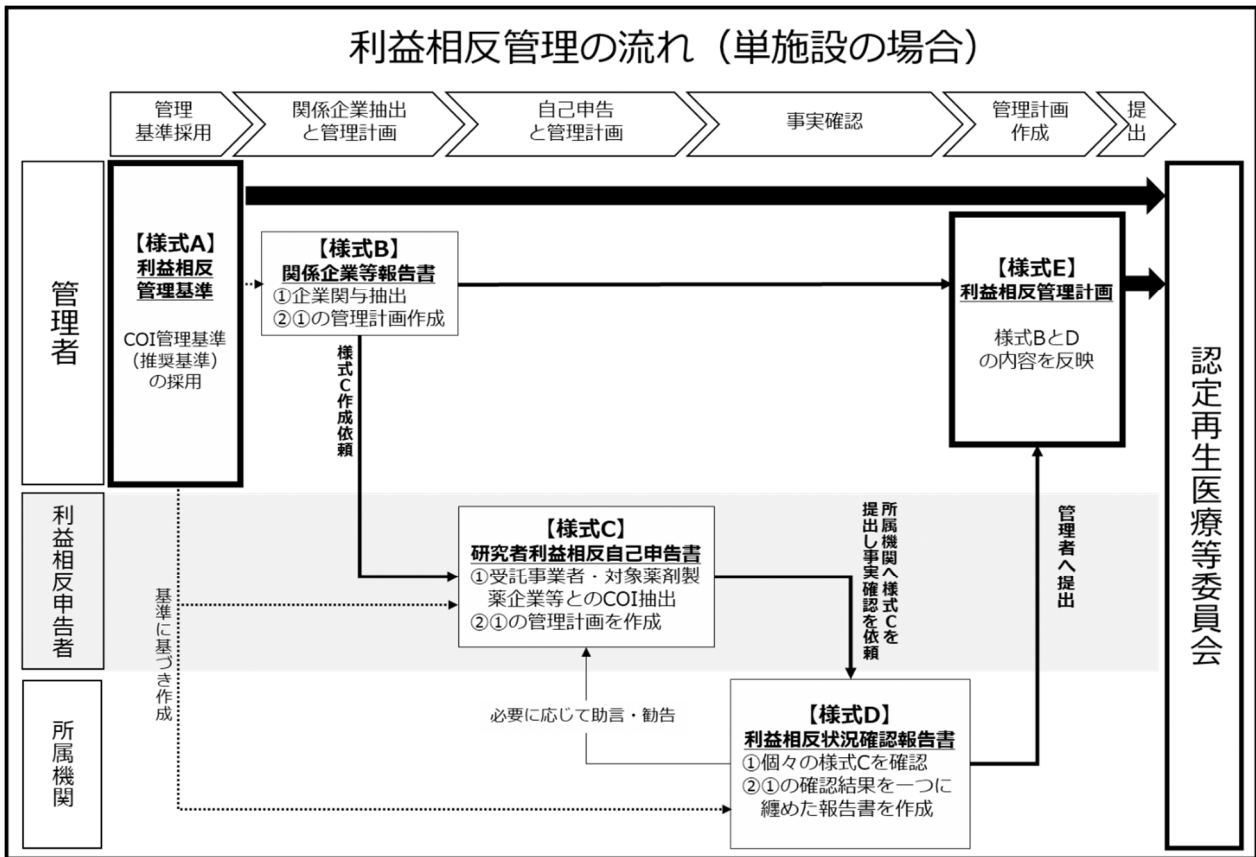 利益相反管理の流れ（単施設の場合）
管理
基準採用
関係企業抽出
と管理計画
自己申告
と管理計画
事実確認
管理計画
作成
提
出
管理者
【様式A】
利益相反
管理基準
COI管理基準
（推奨基準）
の採用
【様式B】
関係企業等報告書
①企業関与抽出
②①の管理計画作成
【様式E】
利益相反管理計画
様式BとD
の内容を反映
認定再生医療等委員会
様式C作成依頼
利益相反申告者
【様式C】
研究者利益相反自己申告書
①受託事業者・対象薬剤製
薬企業等とのCOI抽出
②①の管理計画を作成
所属機関へ様式Cを
提出し事実確認を依頼
管理者へ提出
基準に基づき作成
所属機関
必要に応じて助言・勧告
【様式D】
利益相反状況確認報告書
①個々の様式Cを確認
②①の確認結果を一つに
纏めた報告書を作成